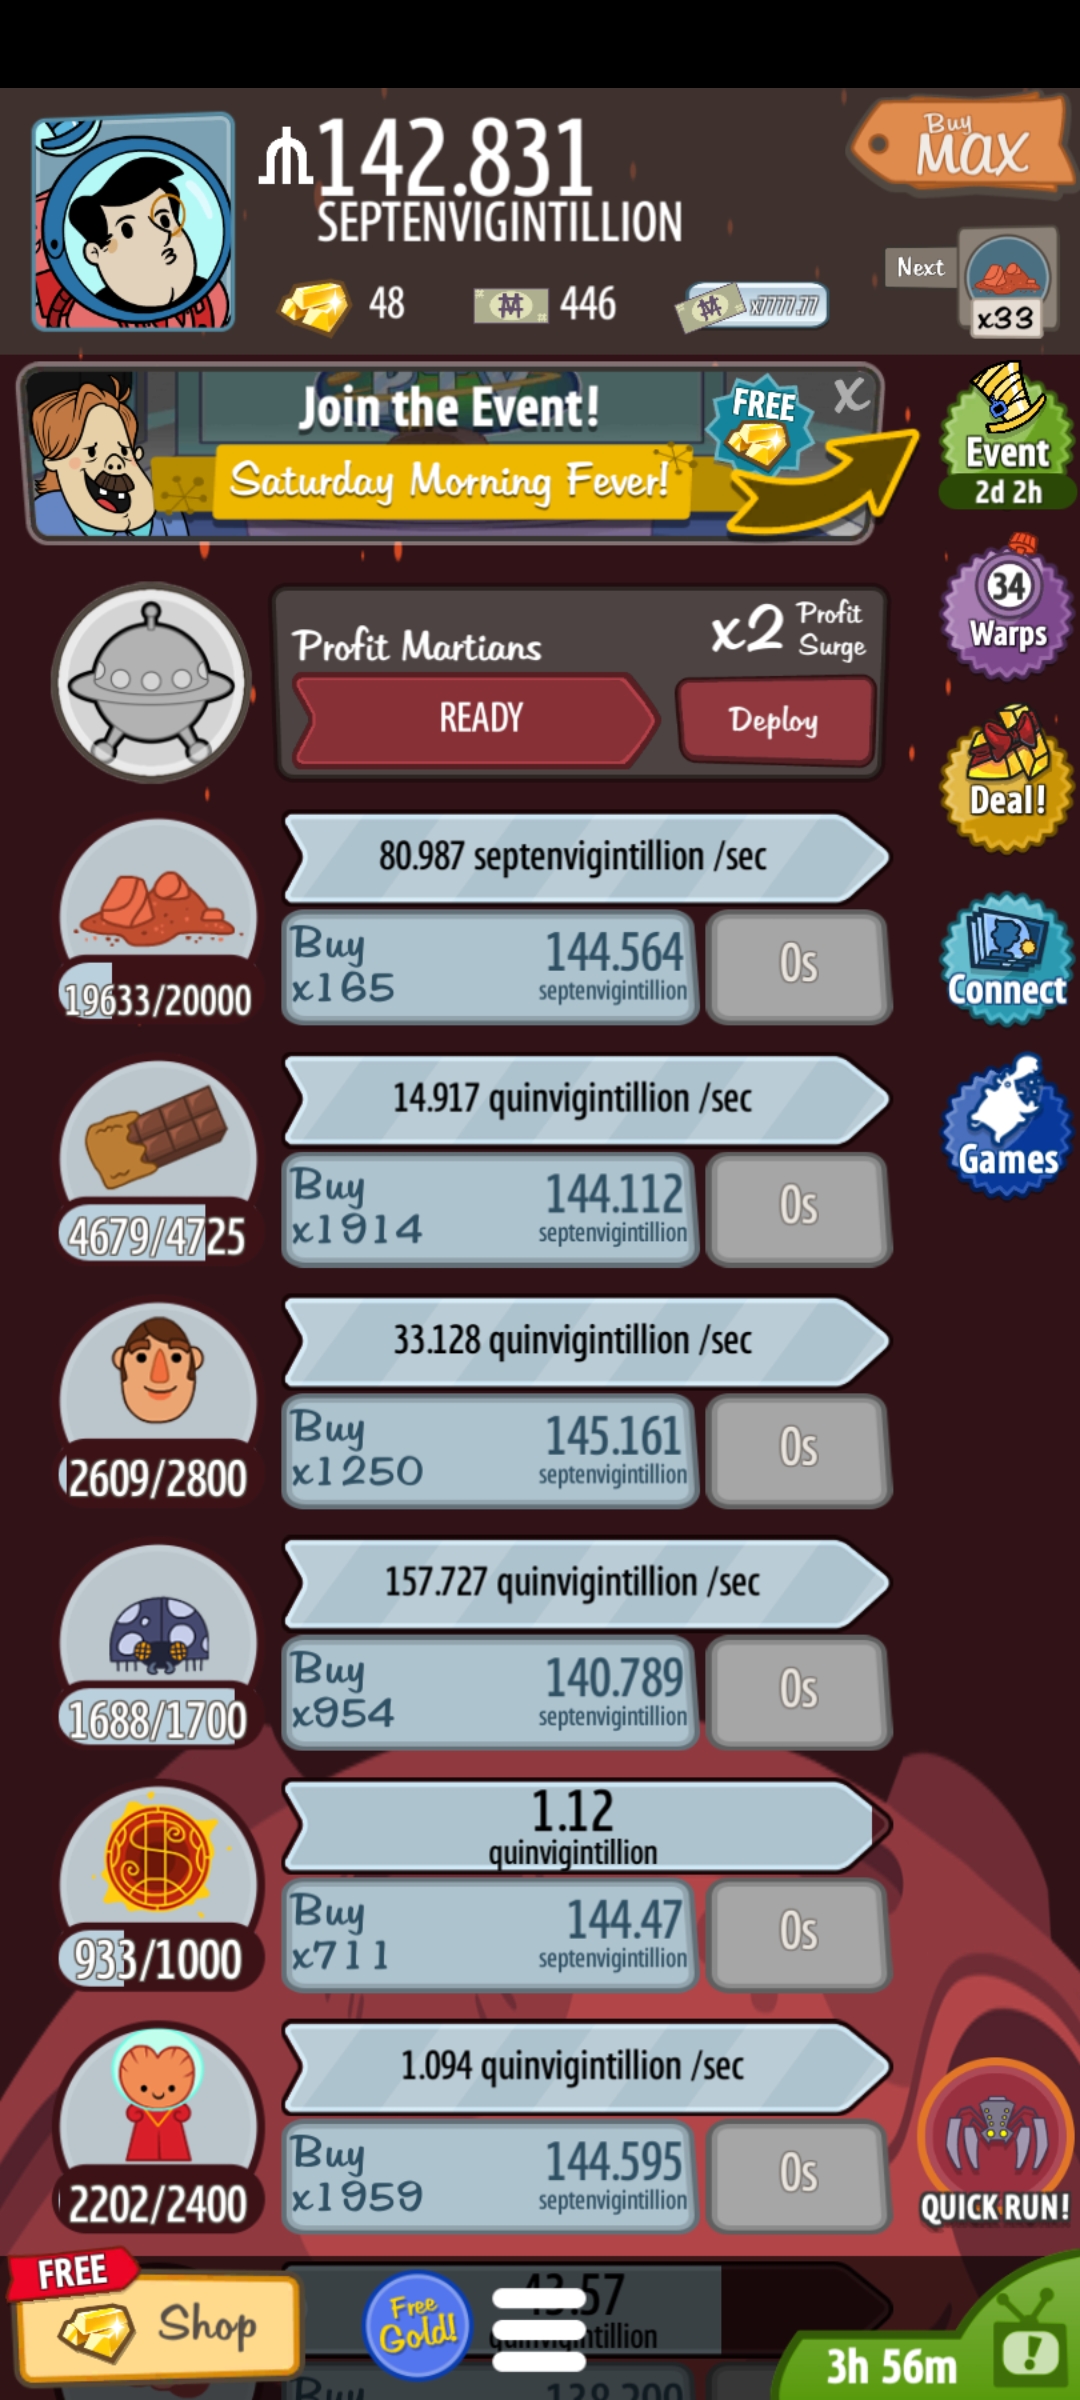 142.831
SEPTENVIGINTILLION
Buy
MAX
48
446
x7777.77
Next
x33
Join the Event!
Saturday Morning Fever!
FREE
X
Event
2d 2h
Profit Martians
x2 Profit
Surge
READY
Deploy
34
Warps
Deal!
80.987 septenvigintillion /sec
19633/20000
Buy
x165
144.564
septenvigintillion
0s
Connect
14.917 quinvigintillion /sec
4679/4725
Buy
x1914
144.112
septenvigintillion
0s
Games
33.128 quinvigintillion /sec
2609/2800
Buy
x1250
145.161
septenvigintillion
0s
157.727 quinvigintillion /sec
1688/1700
Buy
x954
140.789
septenvigintillion
0s
1.12
quinvigintillion
933/1000
Buy
x711
144.47
septenvigintillion
0s
1.094 quinvigintillion /sec
2202/2400
Buy
x1959
144.595
septenvigintillion
0s
QUICK RUN!
FREE
Shop
Free
Gold!
3h 56m